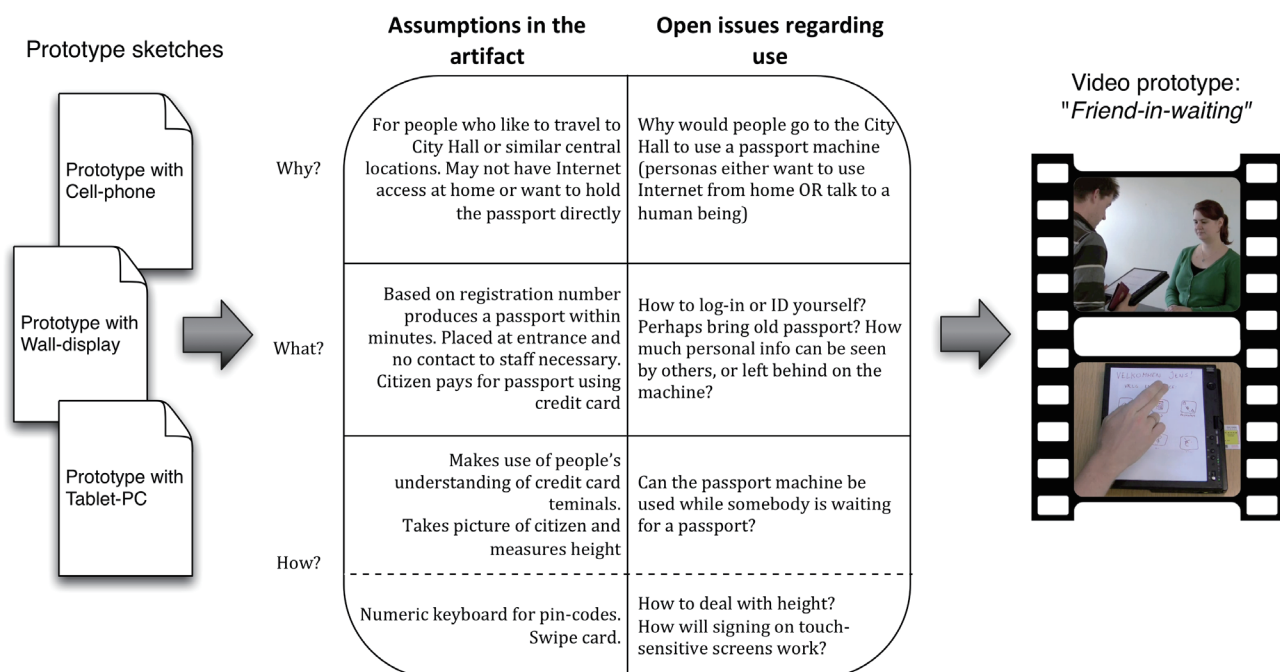 Prototype sketches
Prototype with
Cell-phone
Prototype with
Wall-display
Prototype with
Tablet-PC
Assumptions in the
artifact
Open issues regarding
use
Why?
For people who like to travel to
City Hall or similar central
locations. May not have Internet
access at home or want to hold
the passport directly
Why would people go to the City
Hall to use a passport machine
(personas either want to use
Internet from home OR talk to a
human being)
What?
Based on registration number
produces a passport within
minutes. Placed at entrance and
no contact to staff necessary.
Citizen pays for passport using
credit card
How to log-in or ID yourself?
Perhaps bring old passport? How
much personal info can be seen
by others, or left behind on the
machine?
How?
Makes use of people's
understanding of credit card
teminals.
Takes picture of citizen and
measures height
Can the passport machine be
used while somebody is waiting
for a passport?
Numeric keyboard for pin-codes.
Swipe card.
How to deal with height?
How will signing on touch-
sensitive screens work?
Video prototype:
"Friend-in-waiting"
VELKOMMEN JENS!